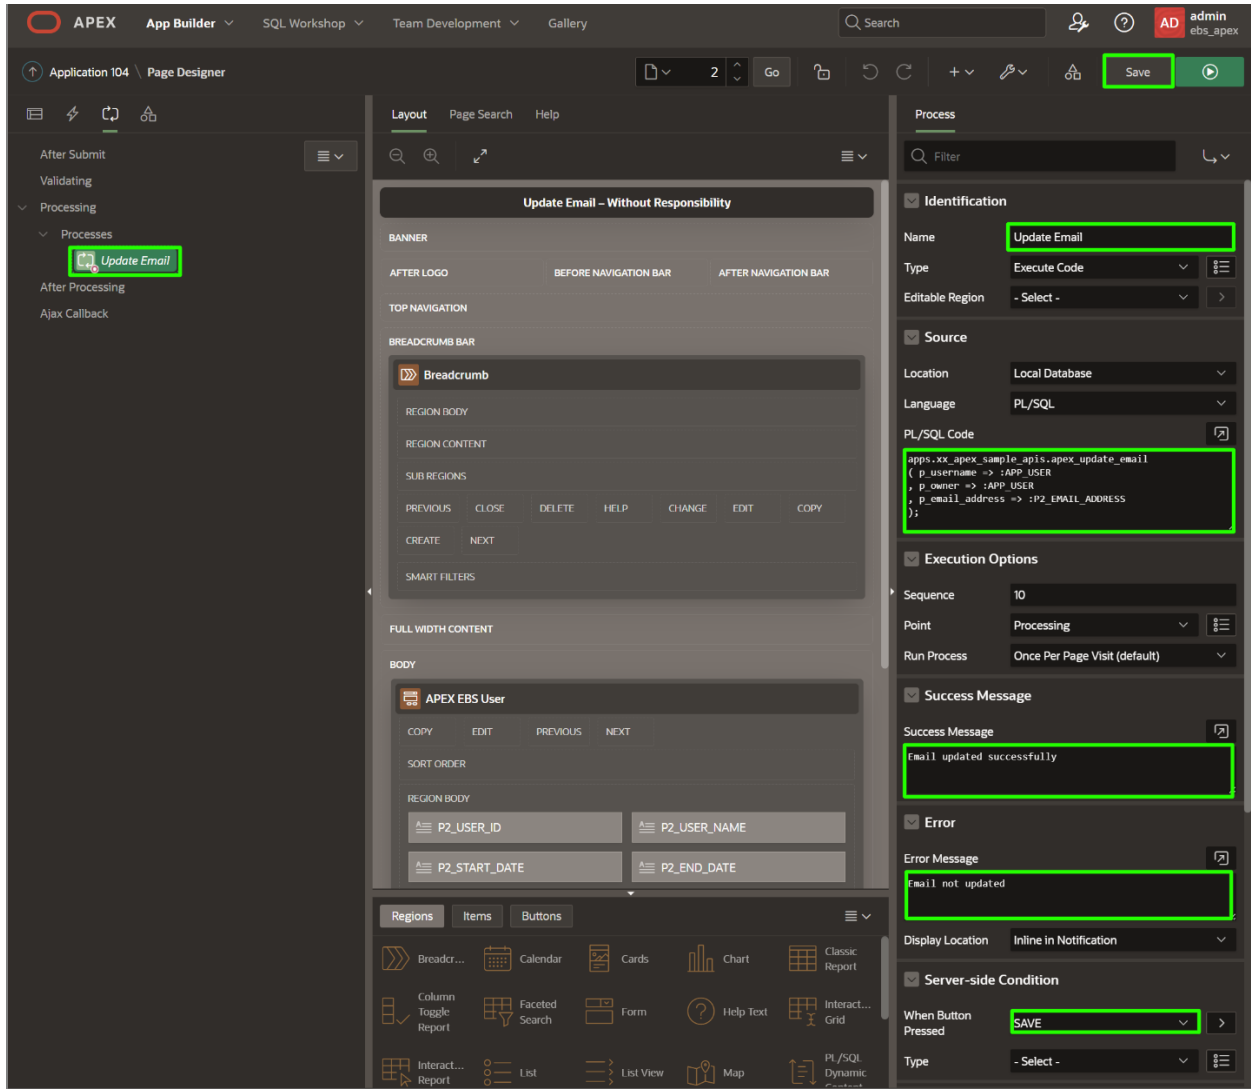 APEX App Builder SQL Workshop Team Development Gallery Search AD admin
ebs_apex
Application 104 \ Page Designer 2 Go Save
Layout Page Search Help Process
After Submit
Validating
Processing
Processes
Update Email
After Processing
Ajax Callback
Update Email – Without Responsibility
BANNER
AFTER LOGO BEFORE NAVIGATION BAR AFTER NAVIGATION BAR
TOP NAVIGATION
BREADCRUMB BAR
Breadcrumb
REGION BODY
REGION CONTENT
SUB REGIONS
PREVIOUS CLOSE DELETE HELP CHANGE EDIT COPY
CREATE NEXT
SMART FILTERS
FULL WIDTH CONTENT
BODY
APEX EBS User
COPY EDIT PREVIOUS NEXT
SORT ORDER
REGION BODY
P2_USER_ID P2_USER_NAME
P2_START_DATE P2_END_DATE
Regions Items Buttons
Breadcr... Calendar Cards Chart Classic
Report
Column
Toggle
Report
Faceted
Search
Form Help Text Interact...
Grid
Interact...
Report
List List View Map PL/SQL
Dynamic
Content
Filter
Identification
Name Update Email
Type Execute Code
Editable Region - Select -
Source
Location Local Database
Language PL/SQL
PL/SQL Code
apps.xx_apex_sample_apis.apex_update_email
( p_username => :APP_USER
, p_owner => :APP_USER
, p_email_address => :P2_EMAIL_ADDRESS
);
Execution Options
Sequence 10
Point Processing
Run Process Once Per Page Visit (default)
Success Message
Success Message
Email updated successfully
Error
Error Message
Email not updated
Display Location Inline in Notification
Server-side Condition
When Button
Pressed SAVE
Type - Select -